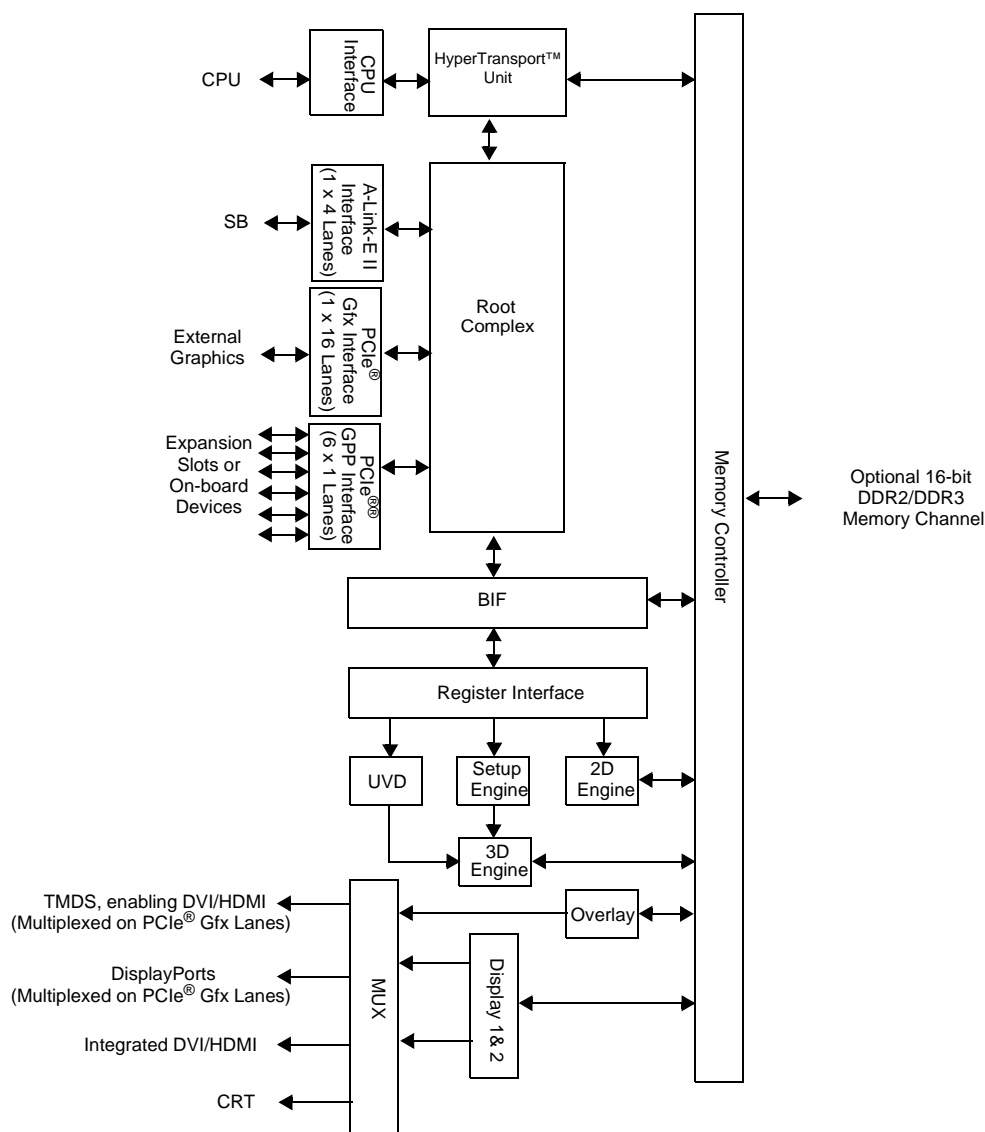 CPU
CPU
Interface
HyperTransport™
Unit
SB
A-Link-E II
Interface
(1 x 4 Lanes)
Root
Complex
External
Graphics
PCIe®
Gfx Interface
(1 x 16 Lanes)
Expansion
Slots or
On-board
Devices
PCIe®®
GPP Interface
(6 x 1 Lanes)
Memory Controller
Optional 16-bit
DDR2/DDR3
Memory Channel
BIF
Register Interface
UVD
Setup
Engine
2D
Engine
3D
Engine
TMDS, enabling DVI/HDMI
(Multiplexed on PCIe® Gfx Lanes)
Overlay
DisplayPorts
(Multiplexed on PCIe® Gfx Lanes)
MUX
Display 1& 2
Integrated DVI/HDMI
CRT